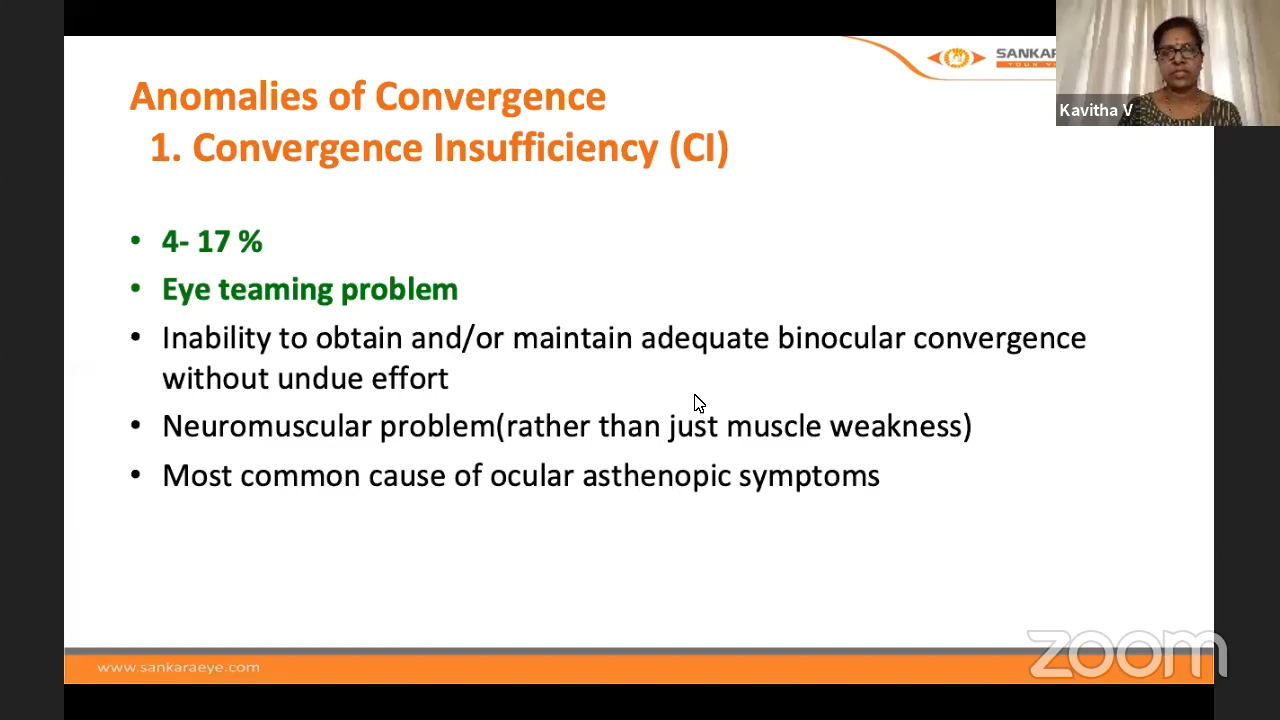 SANKARA
Kavitha V
Anomalies of Convergence
1. Convergence Insufficiency (CI)
• 4- 17 %
• Eye teaming problem
• Inability to obtain and/or maintain adequate binocular convergence
without undue effort
• Neuromuscular problem(rather than just muscle weakness)
• Most common cause of ocular asthenopic symptoms
www.sankaraeye.com
zoom